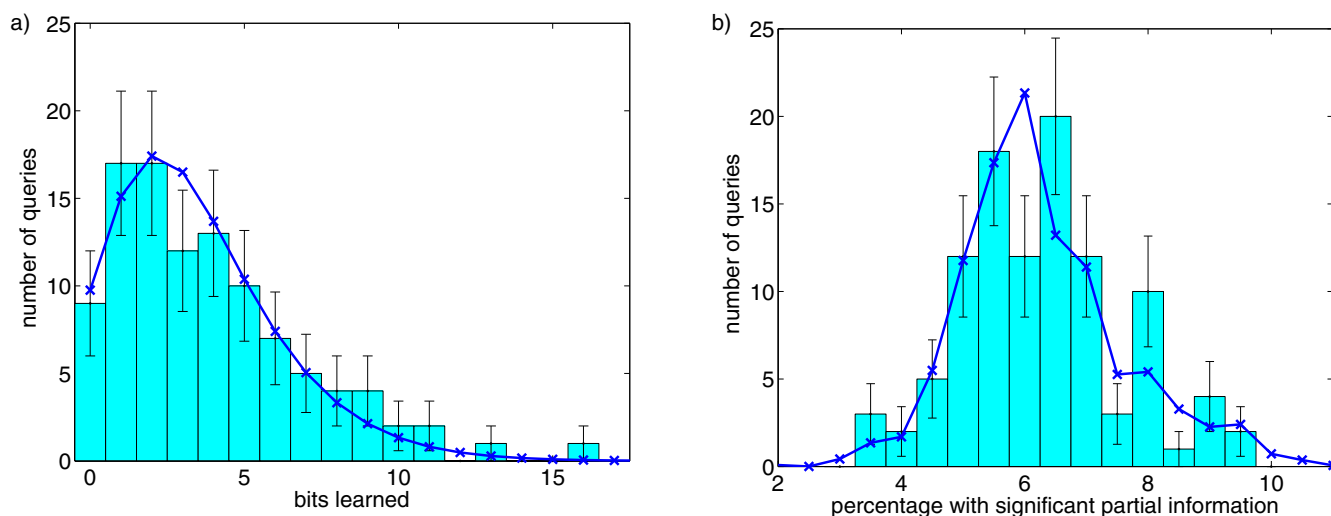 a)
25
20
15
10
5
0
number of queries
0 5 10 15
bits learned
b)
25
20
15
10
5
0
number of queries
2 4 6 8 10
percentage with significant partial information